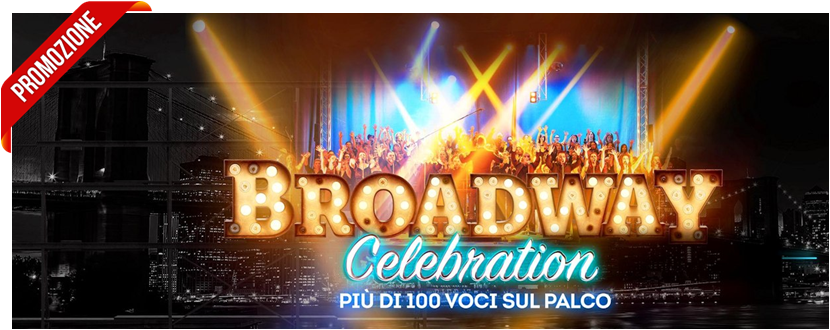 PROMOZIONE
BROADWAY
Celebration
PIÙ DI 100 VOCI SUL PALCO